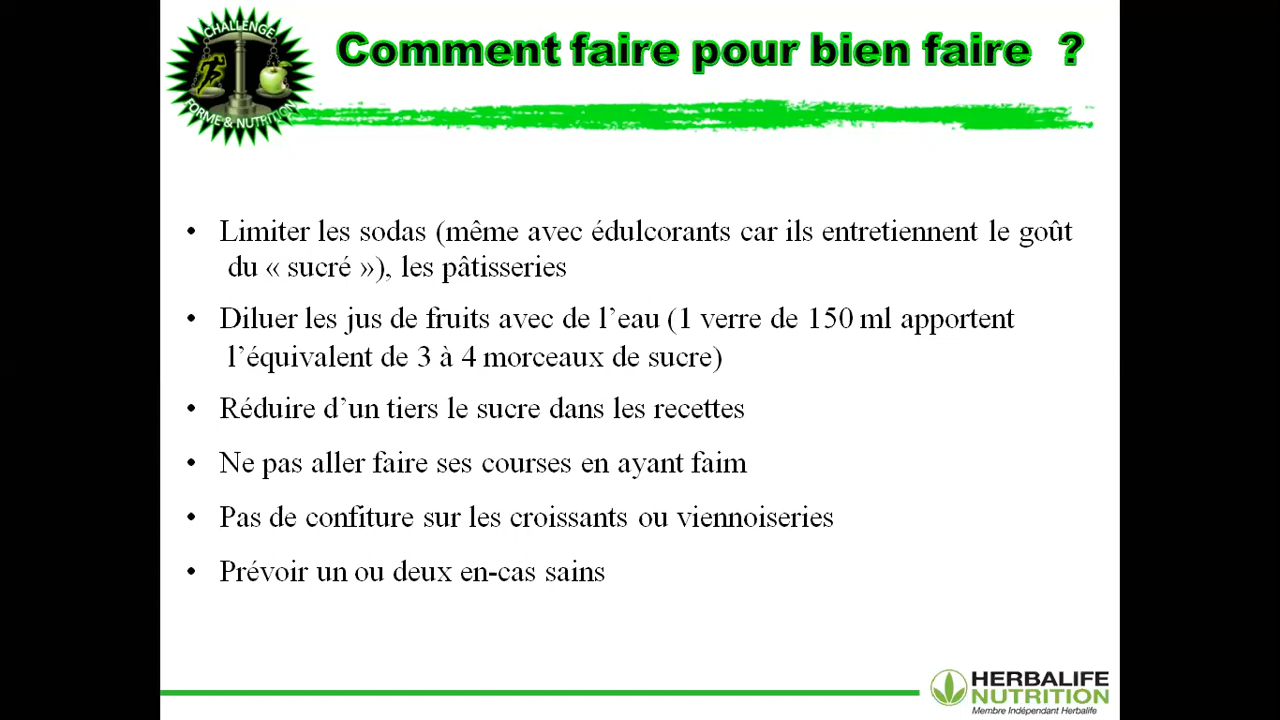 CHALLENGE
FORME & NUTRITION
Comment faire pour bien faire ?
• Limiter les sodas (même avec édulcorants car ils entretiennent le goût
du « sucré »), les pâtisseries
• Diluer les jus de fruits avec de l’eau (1 verre de 150 ml apportent
l’équivalent de 3 à 4 morceaux de sucre)
• Réduire d’un tiers le sucre dans les recettes
• Ne pas aller faire ses courses en ayant faim
• Pas de confiture sur les croissants ou viennoiseries
• Prévoir un ou deux en-cas sains
HERBALIFE
NUTRITION
Membre Indépendant Herbalife